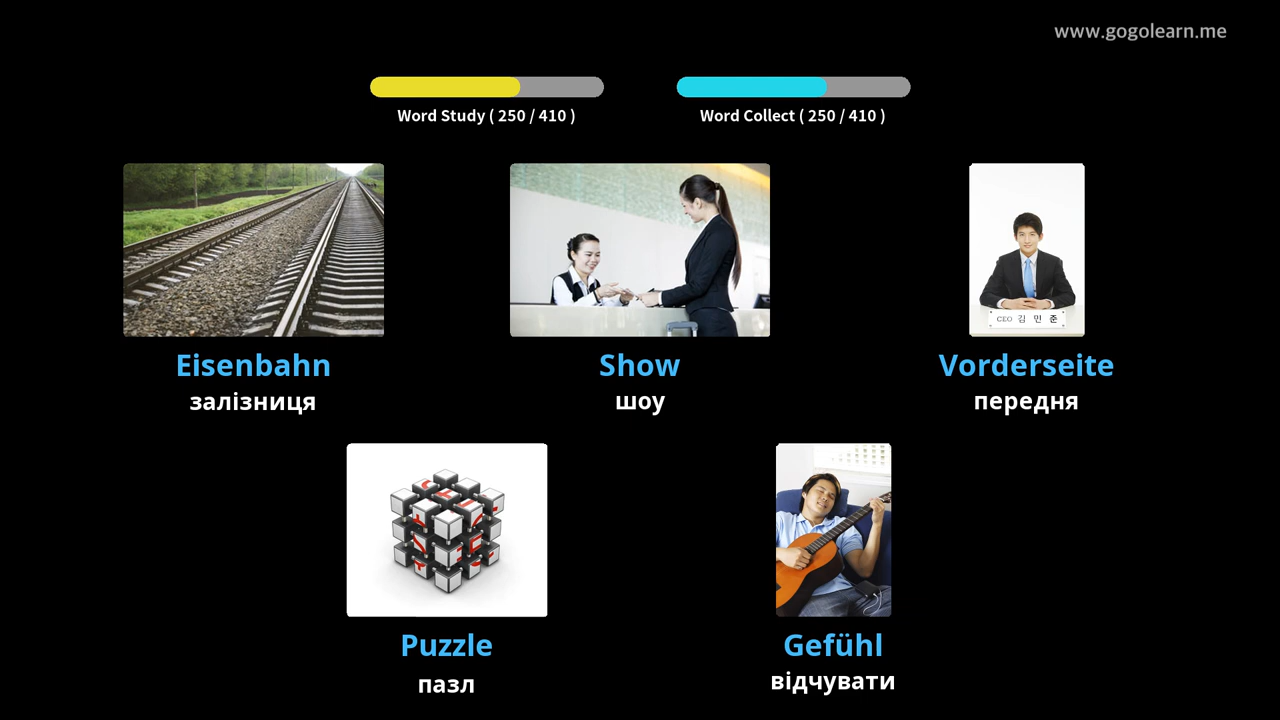 www.gogolearn.me
Word Study ( 250 / 410 )
Word Collect ( 250 / 410 )
CEO 김 민 준
Eisenbahn
залізниця
Show
шоу
Vorderseite
передня
Puzzle
пазл
Gefühl
відчувати